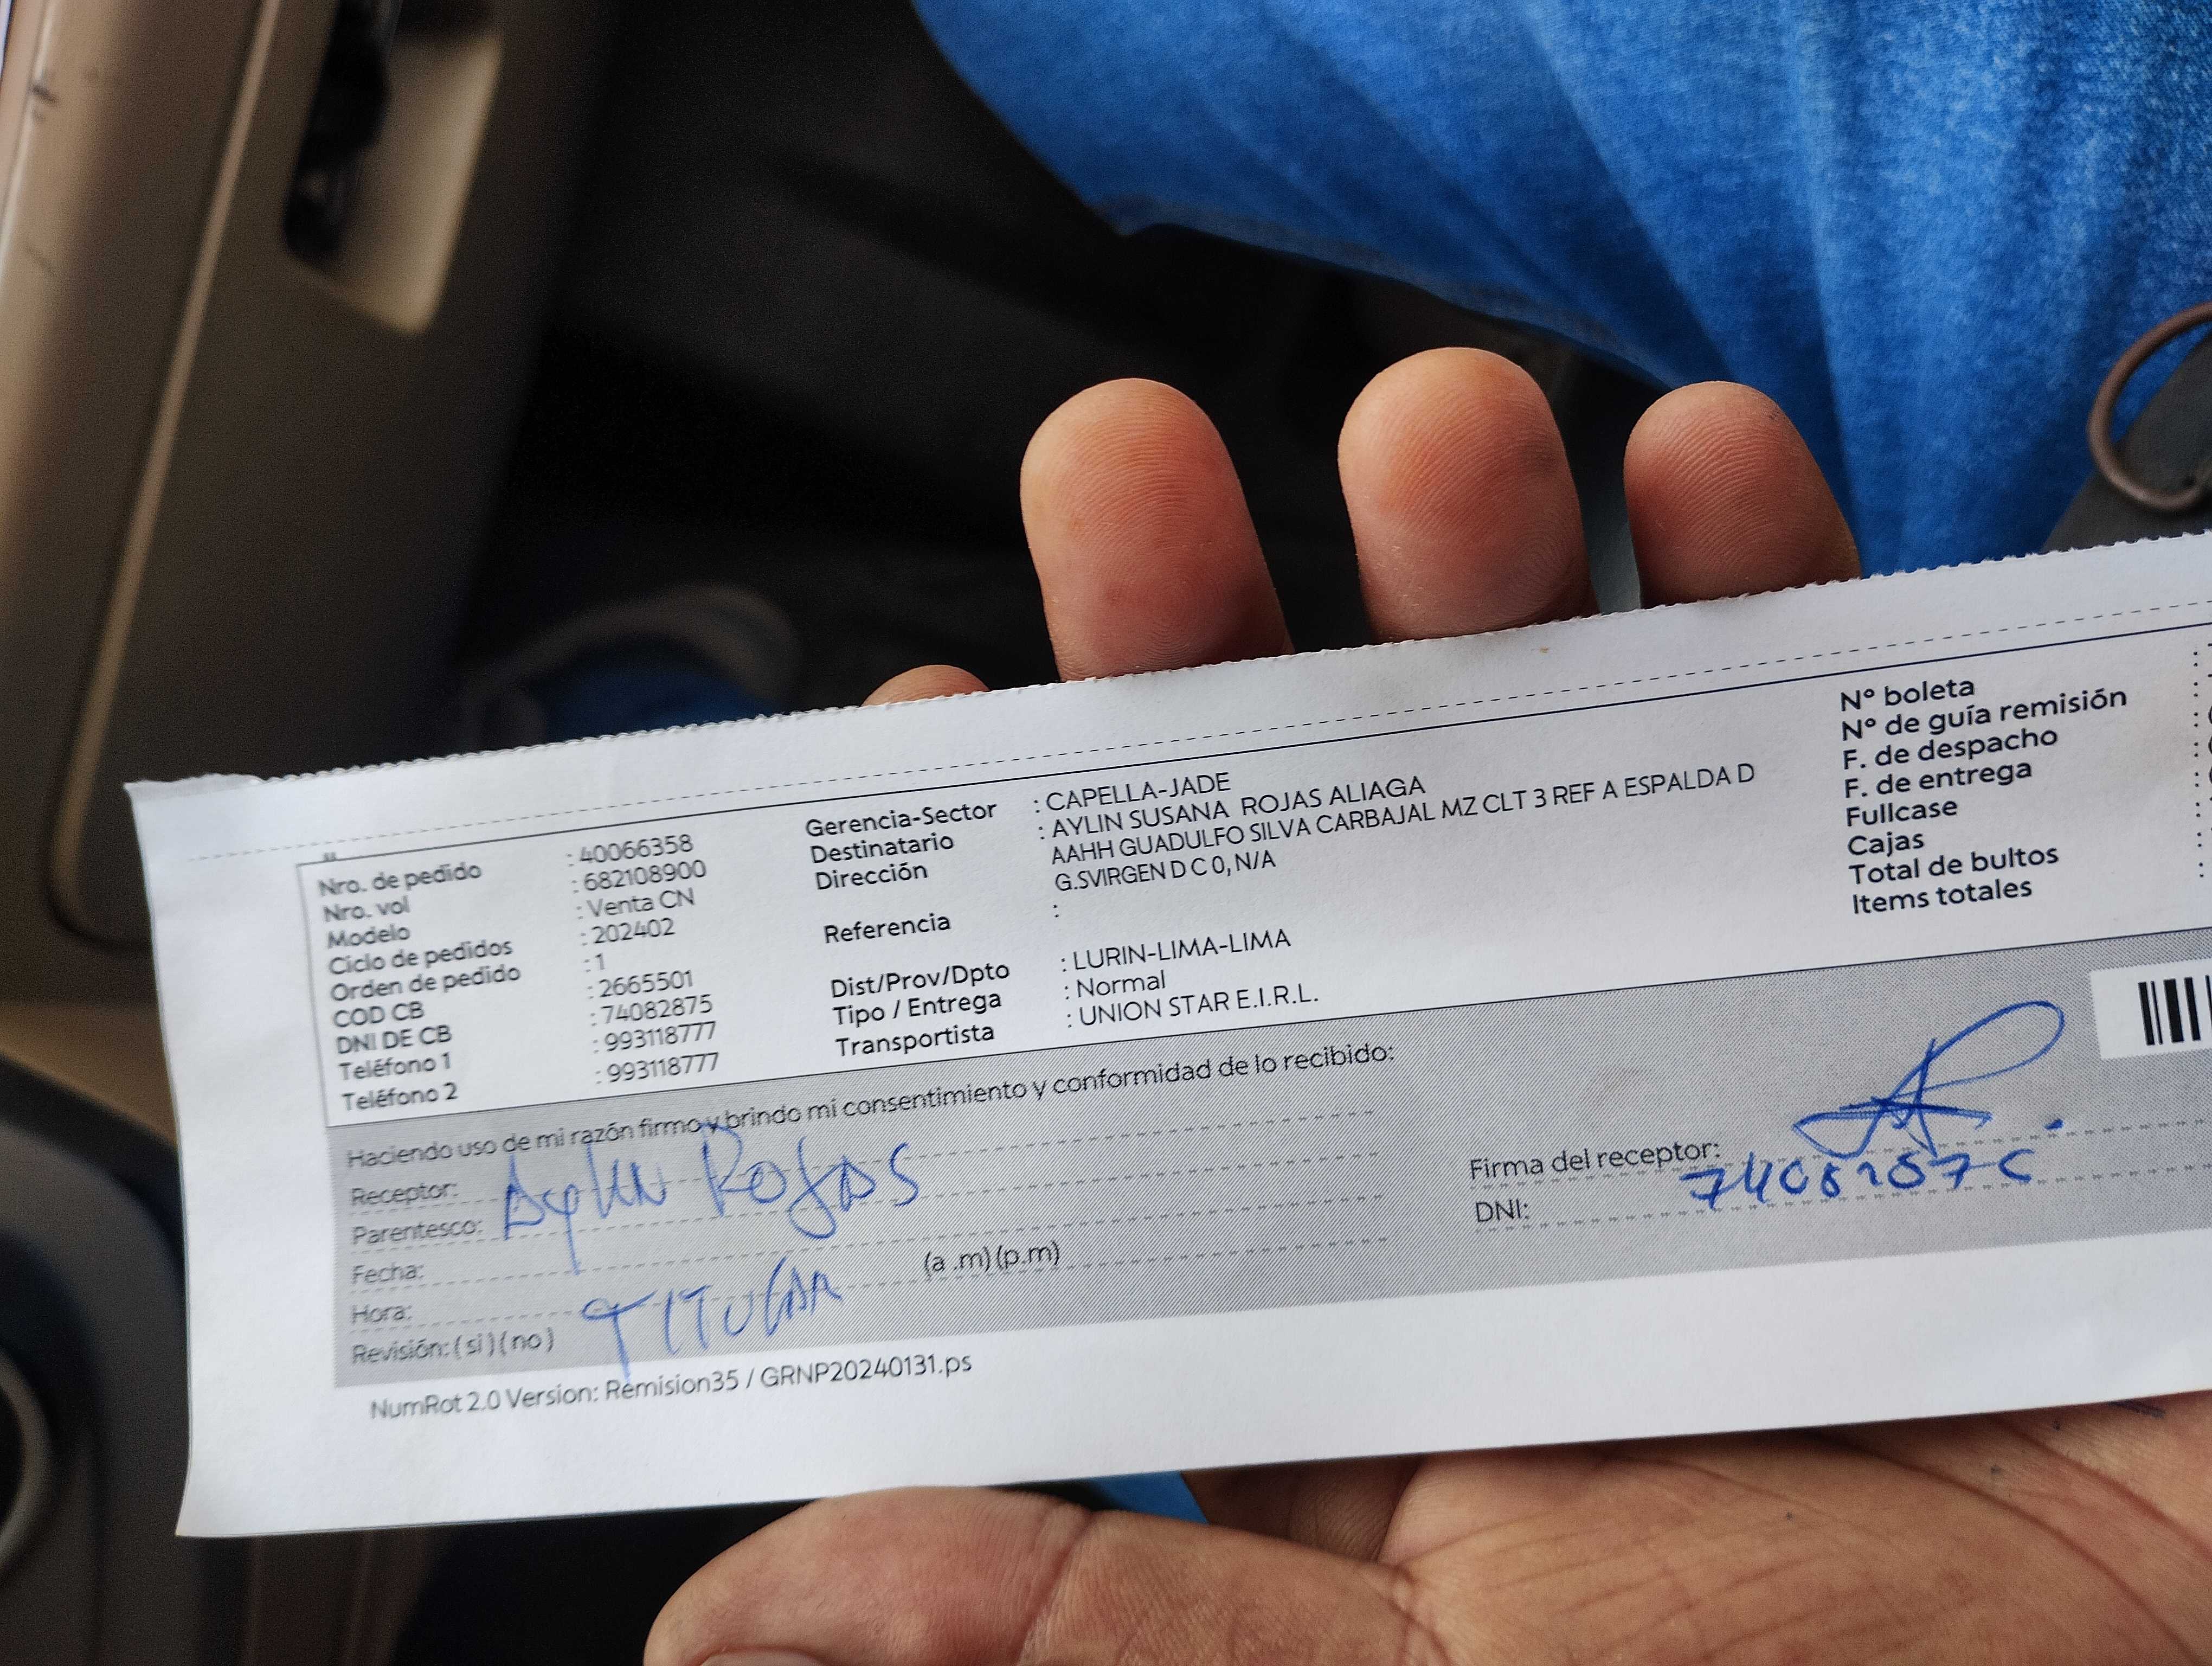 Nro. de pedido : 40066358
Nro. vol : 682108900
Modelo : Venta CN
Ciclo de pedidos : 202402
Orden de pedido : 1
COD CB : 2665501
DNI DE CB : 74082875
Teléfono 1 : 993118777
Teléfono 2 : 993118777
Gerencia-Sector : CAPELLA-JADE
Destinatario : AYLIN SUSANA ROJAS ALIAGA
Dirección AAHH GUADULFO SILVA CARBAJAL MZ CLT 3 REF A ESPALDA D
G.SVIRGEN D C 0, N/A
Referencia :
Dist/Prov/Dpto : LURIN-LIMA-LIMA
Tipo / Entrega : Normal
Transportista : UNION STAR E.I.R.L.
N° boleta :
N° de guía remisión :
F. de despacho :
F. de entrega :
Fullcase :
Cajas :
Total de bultos :
Items totales :
Haciendo uso de mi razón firmo y brindo mi consentimiento y conformidad de lo recibido:
Receptor: Aylin Rojas
Parentesco:
Fecha:
Hora: TITULAR (a .m) (p.m)
Revisión: ( si ) ( no )
Firma del receptor:
DNI: 74082875
NumRot 2.0 Version: Remision35 / GRNP20240131.ps